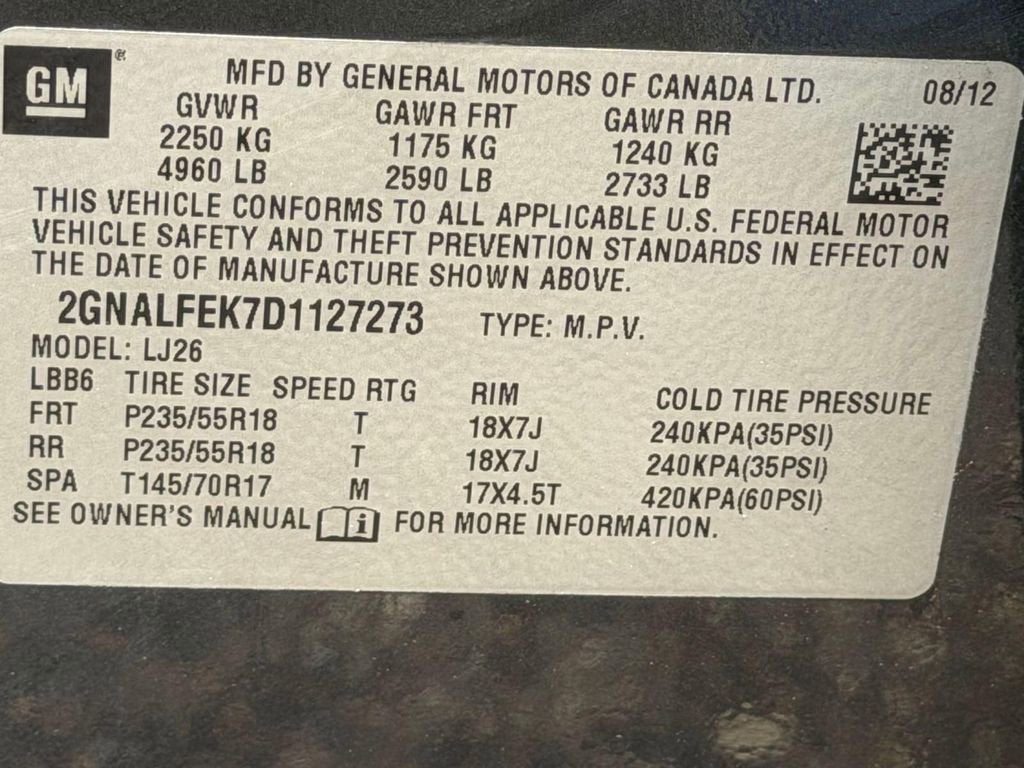 GM ®
MFD BY GENERAL MOTORS OF CANADA LTD. 08/12
GVWR GAWR FRT GAWR RR
2250 KG 1175 KG 1240 KG
4960 LB 2590 LB 2733 LB
THIS VEHICLE CONFORMS TO ALL APPLICABLE U.S. FEDERAL MOTOR
VEHICLE SAFETY AND THEFT PREVENTION STANDARDS IN EFFECT ON
THE DATE OF MANUFACTURE SHOWN ABOVE.
2GNALFEK7D1127273 TYPE: M.P.V.
MODEL: LJ26
LBB6 TIRE SIZE SPEED RTG RIM COLD TIRE PRESSURE
FRT P235/55R18 T 18X7J 240KPA(35PSI)
RR P235/55R18 T 18X7J 240KPA(35PSI)
SPA T145/70R17 M 17X4.5T 420KPA(60PSI)
SEE OWNER'S MANUAL i FOR MORE INFORMATION.